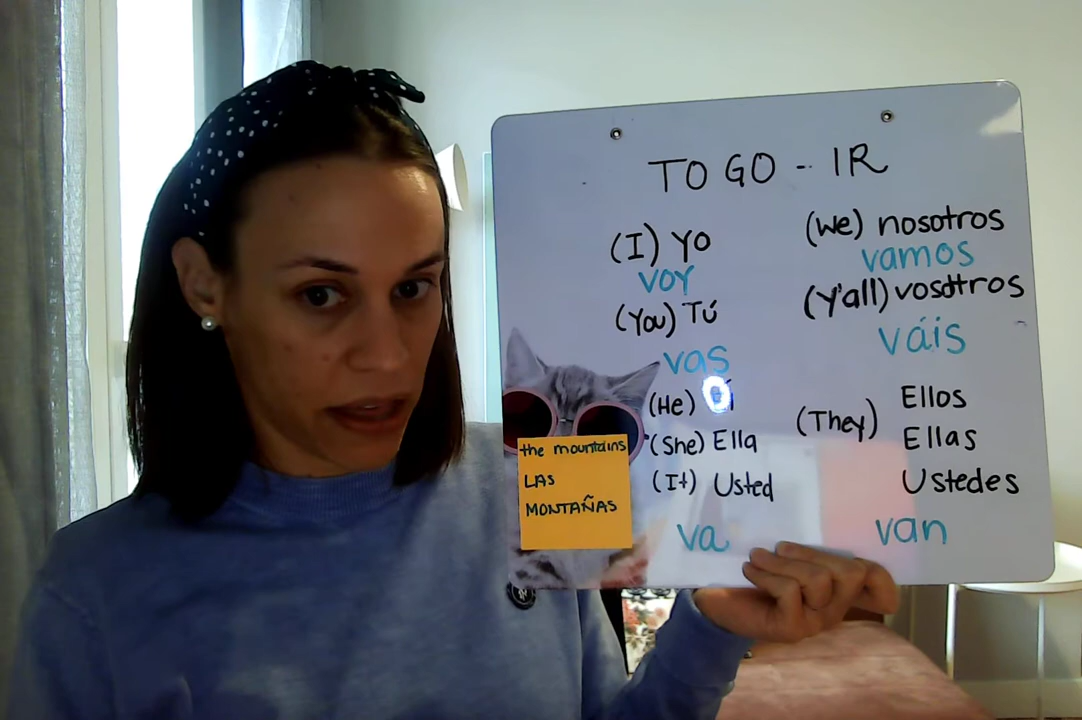 TO GO - IR
(I) YO
VOY
(You) TÚ
vas
(He)
(She) Ella
(It) Usted
va
(We) nosotros
vamos
(Y'all) vosotros
váis
(They)
Ellos
Ellas
Ustedes
van
the mountains
LAS
MONTAÑAS